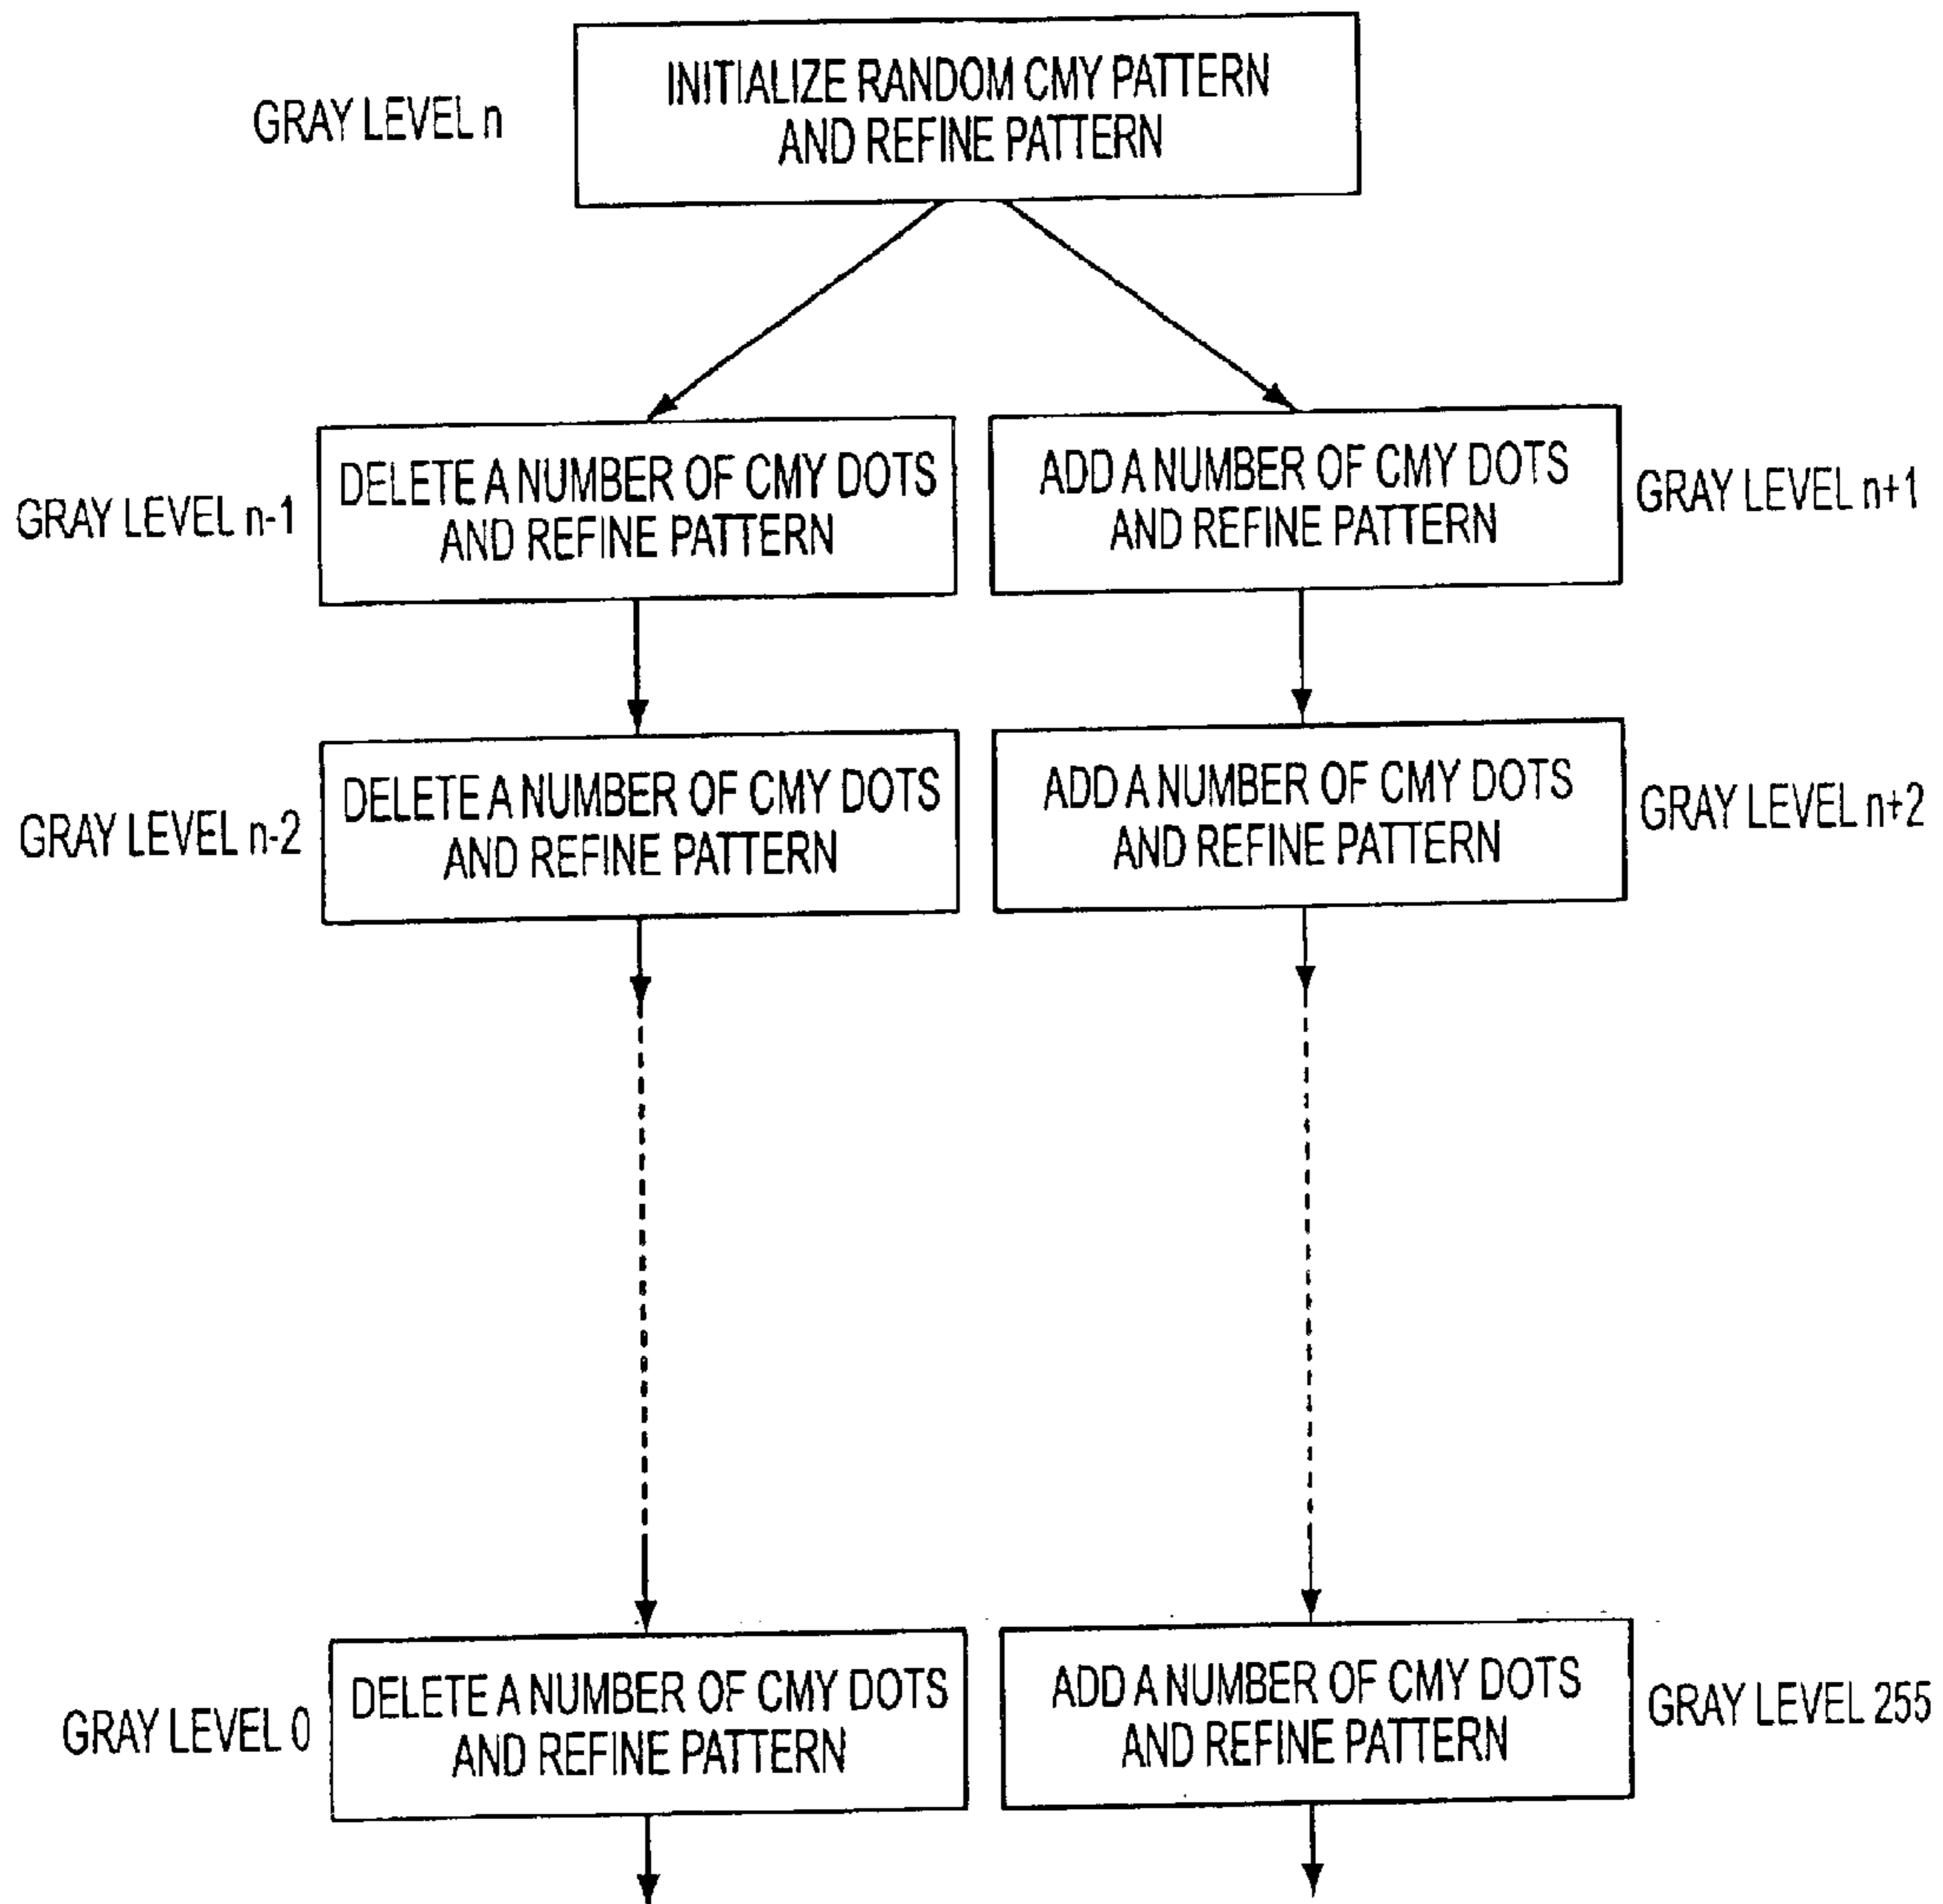 GRAY LEVEL n
INITIALIZE RANDOM CMY PATTERN
AND REFINE PATTERN
GRAY LEVEL n-1
DELETE A NUMBER OF CMY DOTS
AND REFINE PATTERN
ADD A NUMBER OF CMY DOTS
AND REFINE PATTERN
GRAY LEVEL n+1
GRAY LEVEL n-2
DELETE A NUMBER OF CMY DOTS
AND REFINE PATTERN
ADD A NUMBER OF CMY DOTS
AND REFINE PATTERN
GRAY LEVEL n+2
GRAY LEVEL 0
DELETE A NUMBER OF CMY DOTS
AND REFINE PATTERN
ADD A NUMBER OF CMY DOTS
AND REFINE PATTERN
GRAY LEVEL 255